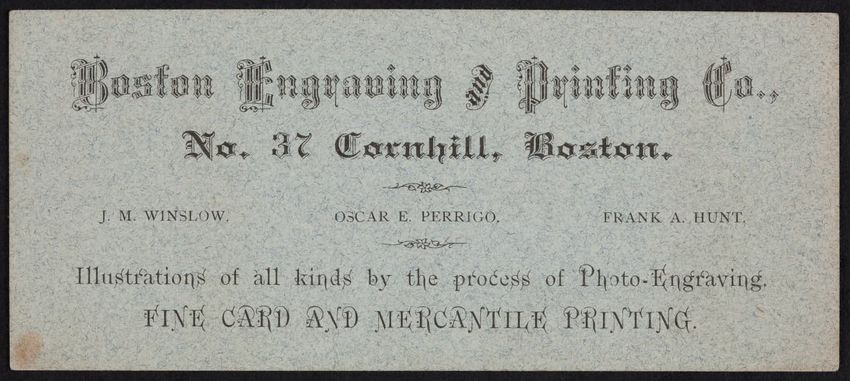 Boston Engraving and Printing Co.,
No. 37 Cornhill, Boston.
J. M. WINSLOW. OSCAR E. PERRIGO. FRANK A. HUNT.
Illustrations of all kinds by the process of Photo-Engraving.
FINE CARD AND MERCANTILE PRINTING.